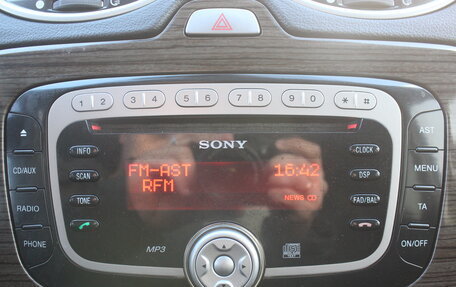 SONY
1 2 3 4 5 6 7 8 9 0 * #
SONY
INFO
SCAN
TONE
FM-AST 16:42
RFM
NEWS CD
CLOCK
DSP
FAD/BAL
CD/AUX
RADIO
PHONE
AST
MENU
TA
ON/OFF
MP3